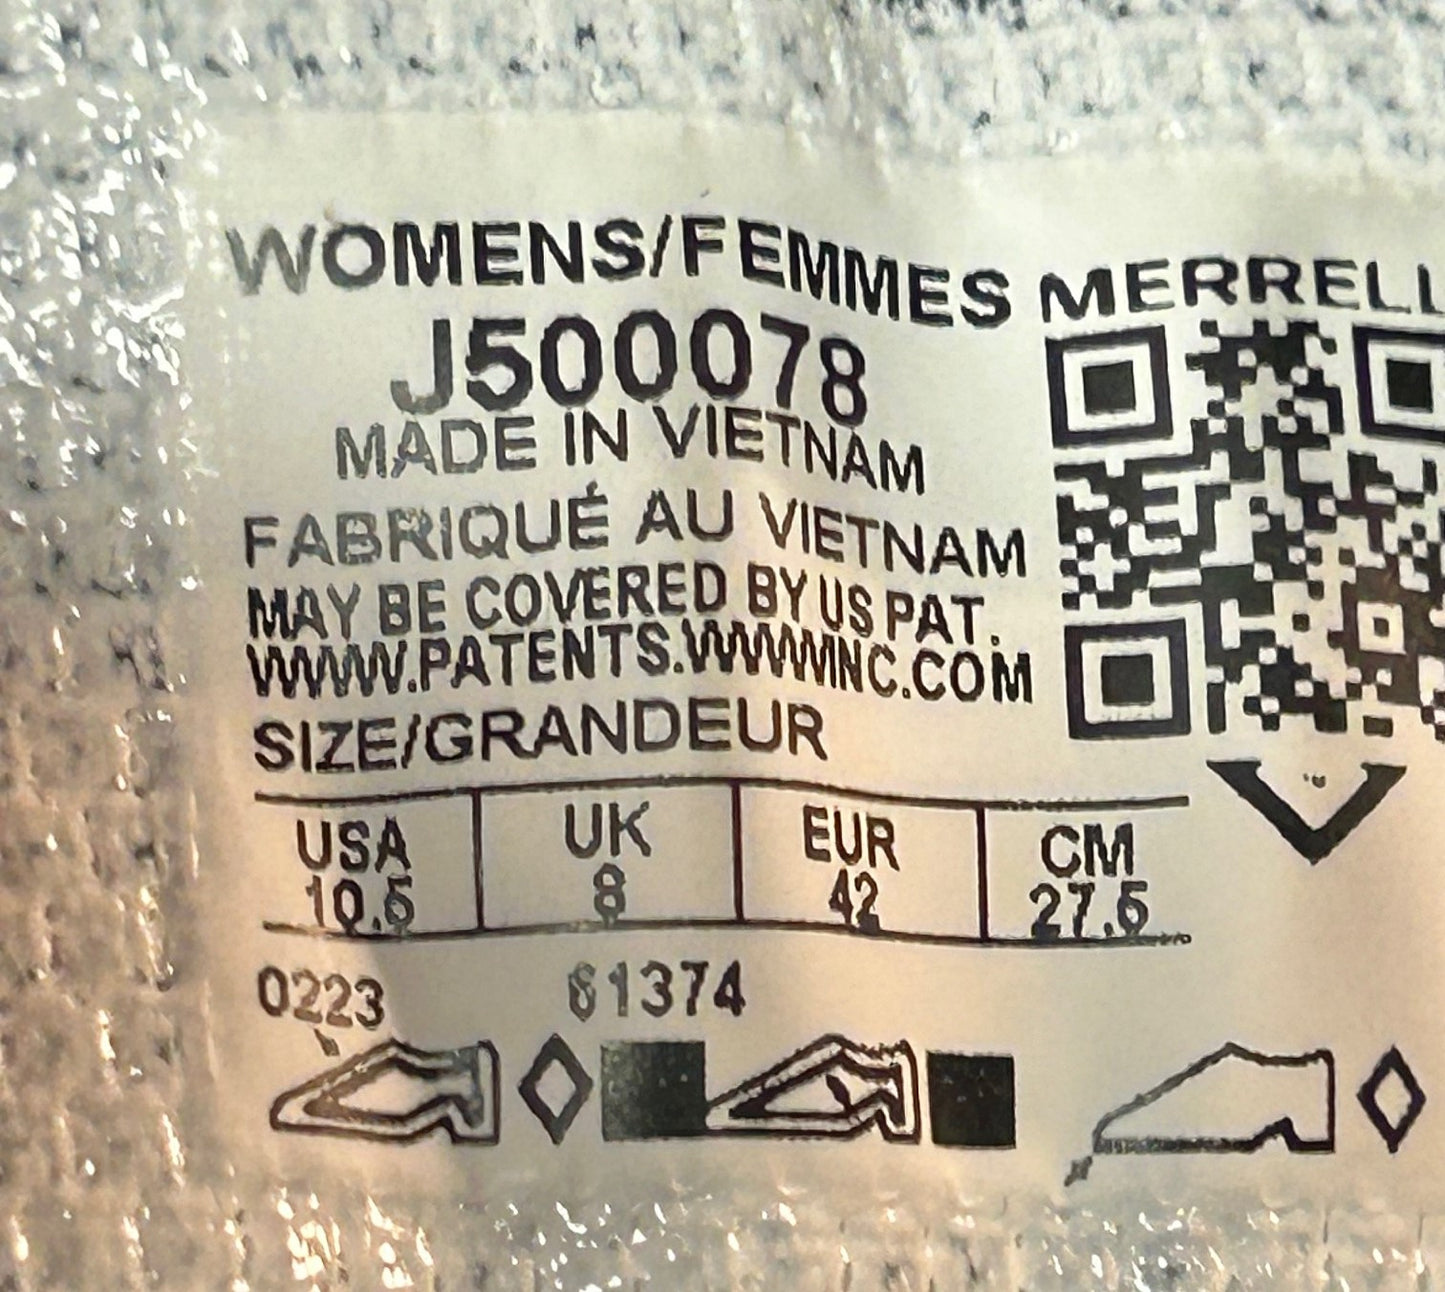 WOMENS/FEMMES MERRELL
J500078
MADE IN VIETNAM
FABRIQUÉ AU VIETNAM
MAY BE COVERED BY US PAT.
WWW.PATENTS.WWWINC.COM
SIZE/GRANDEUR
USA UK EUR CM
10.5 8 42 27.5
0223 61374